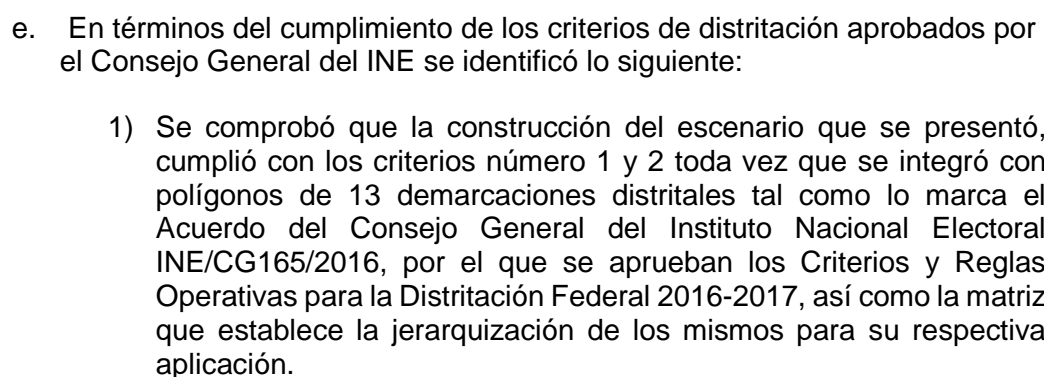 e. En términos del cumplimiento de los criterios de distritación aprobados por
el Consejo General del INE se identificó lo siguiente:
1) Se comprobó que la construcción del escenario que se presentó,
cumplió con los criterios número 1 y 2 toda vez que se integró con
polígonos de 13 demarcaciones distritales tal como lo marca el
Acuerdo del Consejo General del Instituto Nacional Electoral
INE/CG165/2016, por el que se aprueban los Criterios y Reglas
Operativas para la Distritación Federal 2016-2017, así como la matriz
que establece la jerarquización de los mismos para su respectiva
aplicación.